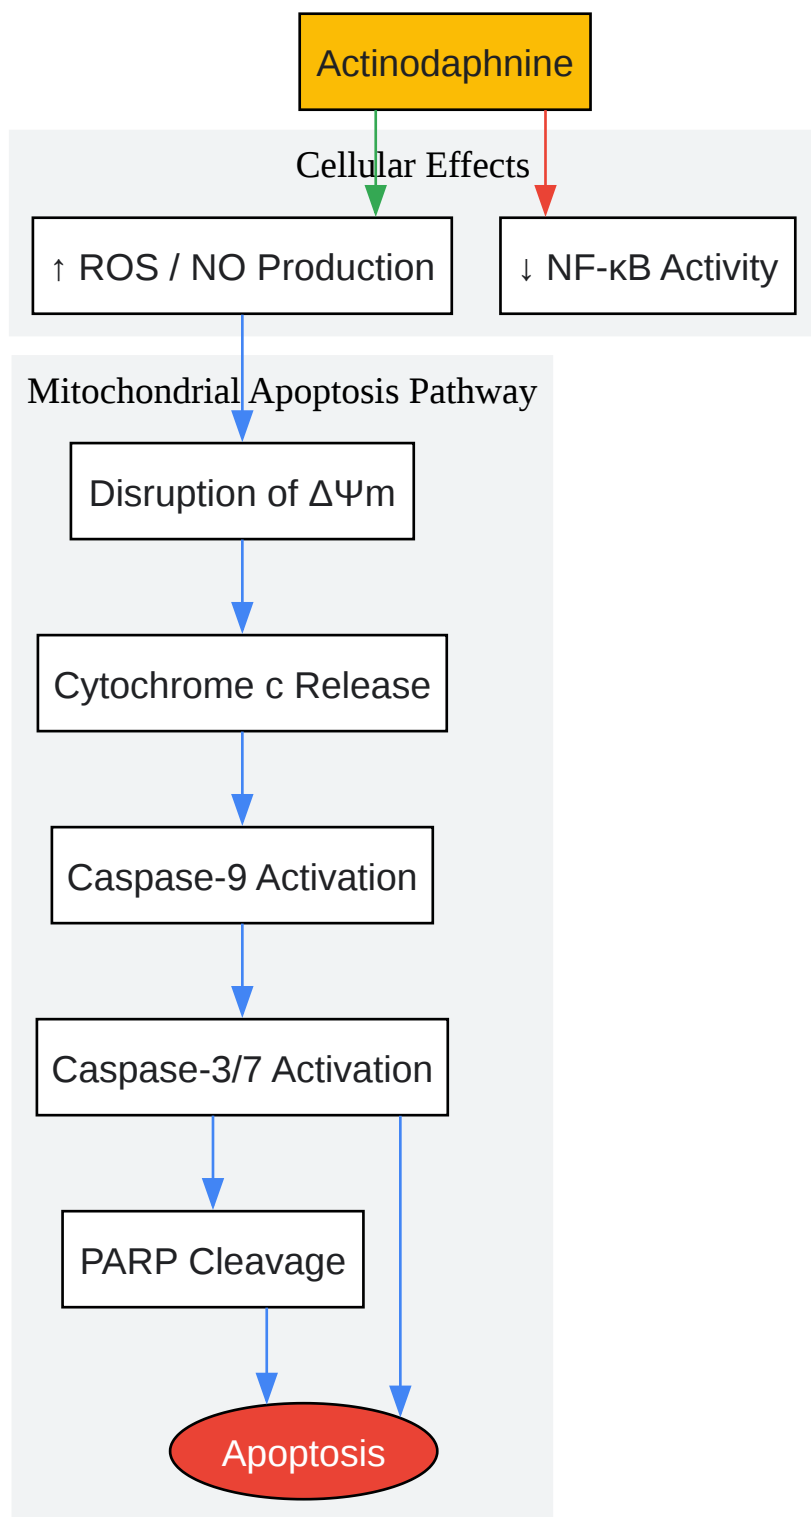 Actinodaphnine
Cellular Effects
↑ ROS / NO Production
↓ NF-κB Activity
Mitochondrial Apoptosis Pathway
Disruption of ΔΨm
Cytochrome c Release
Caspase-9 Activation
Caspase-3/7 Activation
PARP Cleavage
Apoptosis